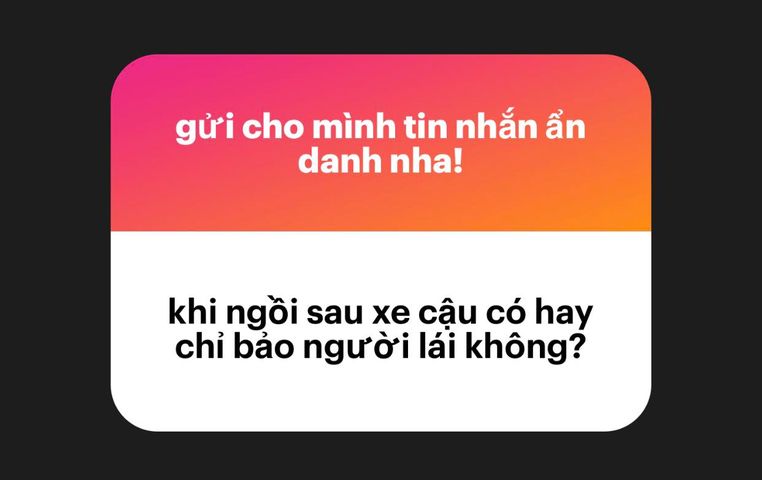 gửi cho mình tin nhắn ẩn
danh nha!
khi ngồi sau xe cậu có hay
chỉ bảo người lái không?